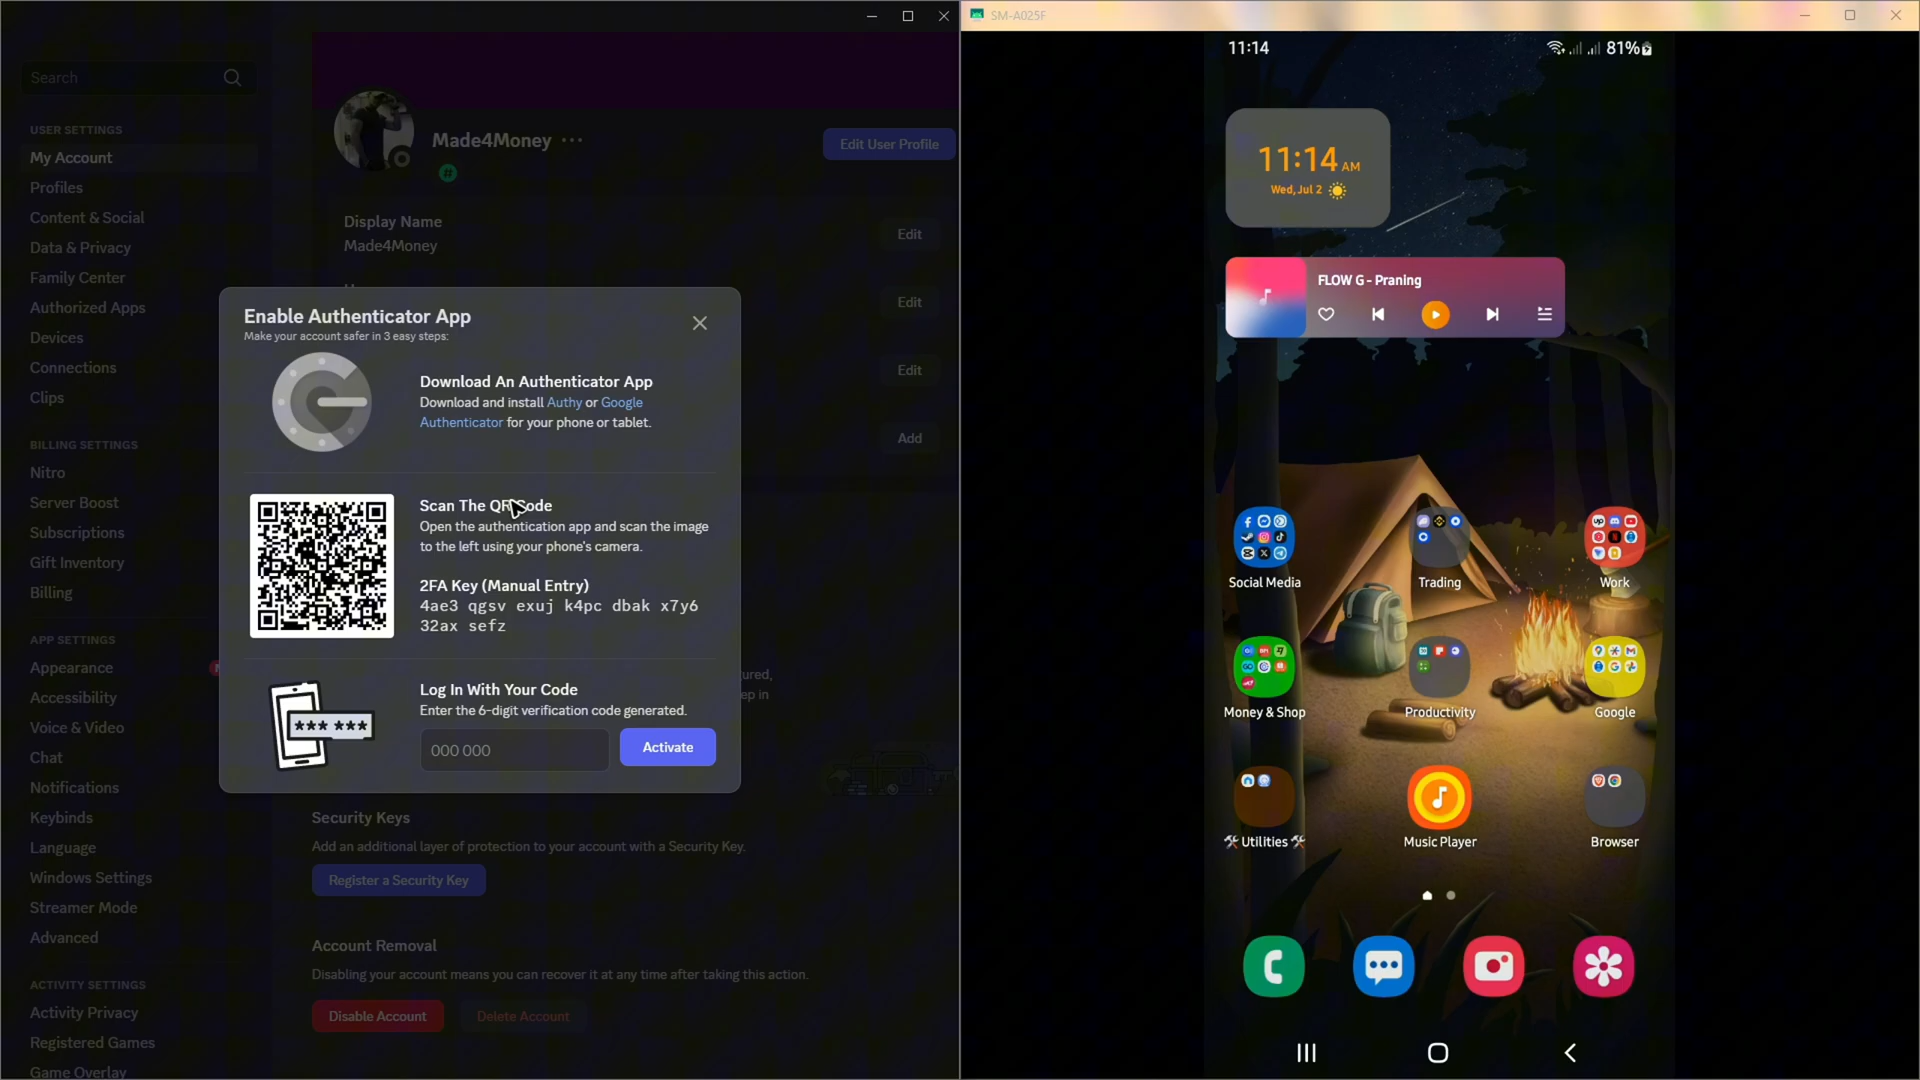 Search
USER SETTINGS
My Account
Profiles
Content & Social
Data & Privacy
Family Center
Authorized Apps
Devices
Connections
Clips
BILLING SETTINGS
Nitro
Server Boost
Subscriptions
Gift Inventory
Billing
APP SETTINGS
Appearance
Accessibility
Voice & Video
Chat
Notifications
Keybinds
Language
Windows Settings
Streamer Mode
Advanced
ACTIVITY SETTINGS
Activity Privacy
Registered Games
Game Overlay
Made4Money
Edit User Profile
Display Name
Made4Money
Edit
Edit
Edit
Add
Enable Authenticator App
Make your account safer in 3 easy steps:
Download An Authenticator App
Download and install Authy or Google
Authenticator for your phone or tablet.
Scan The QR Code
Open the authentication app and scan the image
to the left using your phone's camera.
2FA Key (Manual Entry)
4ae3 qgsv exuj k4pc dbak x7y6
32ax sefz
Log In With Your Code
Enter the 6-digit verification code generated.
*** ***
000 000
Activate
Security Keys
Add an additional layer of protection to your account with a Security Key.
Register a Security Key
Account Removal
Disabling your account means you can recover it at any time after taking this action.
Disable Account
Delete Account
SM-A025F
11:14
81%
11:14 AM
Wed, Jul 2
FLOW G - Praning
Social Media
Trading
Work
Money & Shop
Productivity
Google
Utilities
Music Player
Browser